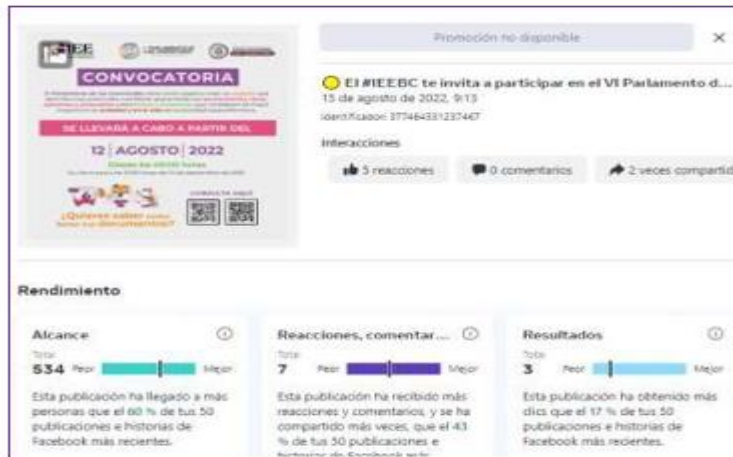 IEE
CONVOCATORIA
SE LLEVARÁ A CABO A PARTIR DEL
12 | AGOSTO | 2022
CONSULTA AQUÍ
¿Quieres saber
Promoción no disponible
El #IEEBC te invita a participar en el VI Parlamento d...
15 de agosto de 2022, 9:13
Identificador: 377464331237467
Interacciones
5 reacciones
0 comentarios
2 veces compartid
Rendimiento
Alcance
Total
534 Peor Mejor
Esta publicación ha llegado a más
personas que el 60 % de tus 50
publicaciones e historias de
Facebook más recientes.
Reacciones, comentar...
Total
7 Peor Mejor
Esta publicación ha recibido más
reacciones y comentarios, y se ha
compartido más veces, que el 43
% de tus 50 publicaciones e
historias de Facebook más
Resultados
Total
3 Peor Mejor
Esta publicación ha obtenido más
clics que el 17 % de tus 50
publicaciones e historias de
Facebook más recientes.